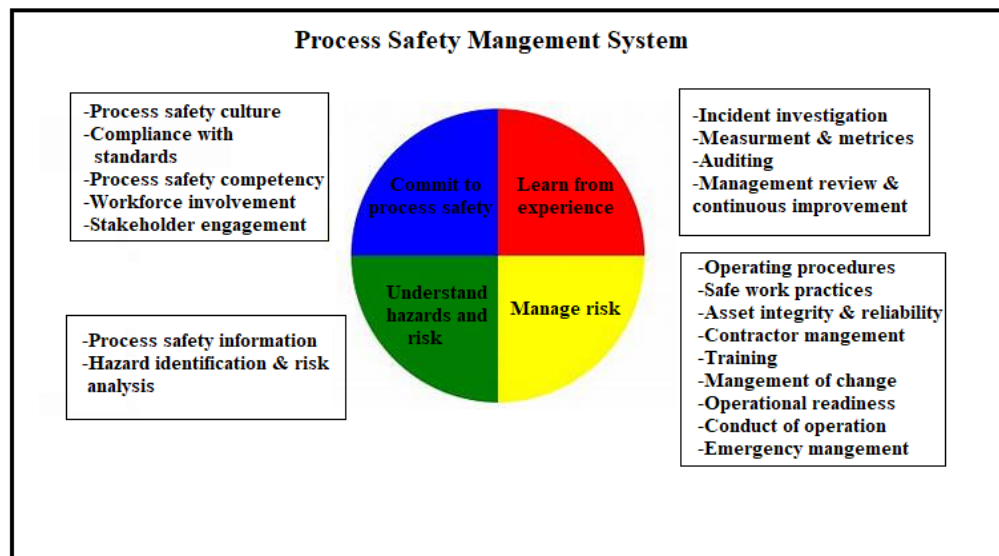 Process Safety Mangement System
-Process safety culture
-Compliance with
standards
-Process safety competency
-Workforce involvement
-Stakeholder engagement
Commit to
process safety
Learn from
experience
-Incident investigation
-Measurment & metrices
-Auditing
-Management review &
continuous improvement
-Process safety information
-Hazard identification & risk
analysis
Understand
hazards and
risk
Manage risk
-Operating procedures
-Safe work practices
-Asset integrity & reliability
-Contractor mangement
-Training
-Mangement of change
-Operational readiness
-Conduct of operation
-Emergency mangement